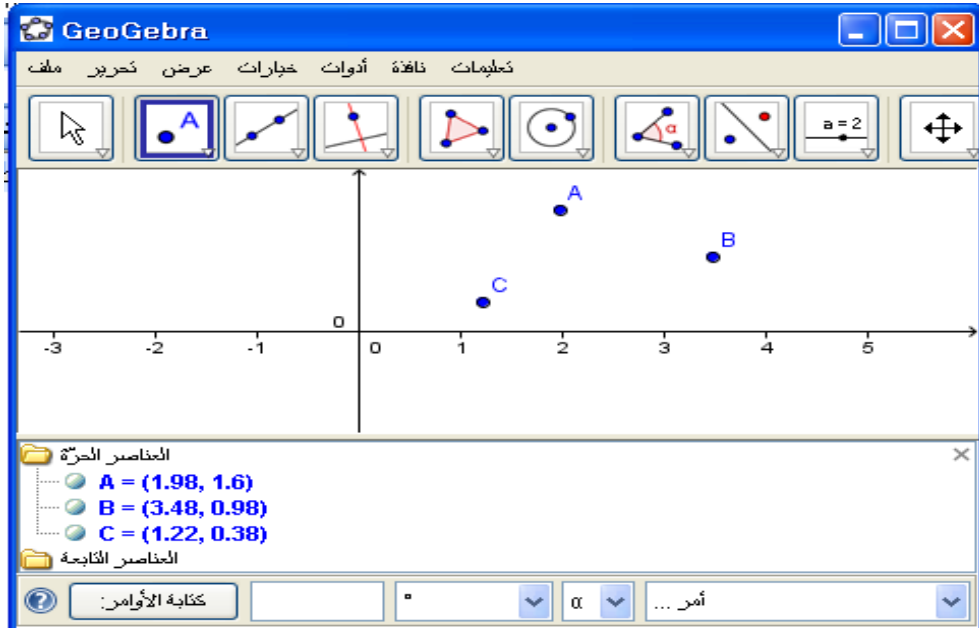 GeoGebra
ملف تحرير عرض خيارات أدوات نافذة تعليمات
A
α
a = 2
A
B
C
0
-3 -2 -1 0 1 2 3 4 5
العناصر الحرّة
A = (1.98, 1.6)
B = (3.48, 0.98)
C = (1.22, 0.38)
العناصر التابعة
كتابة الأوامر: ° α أمر ...